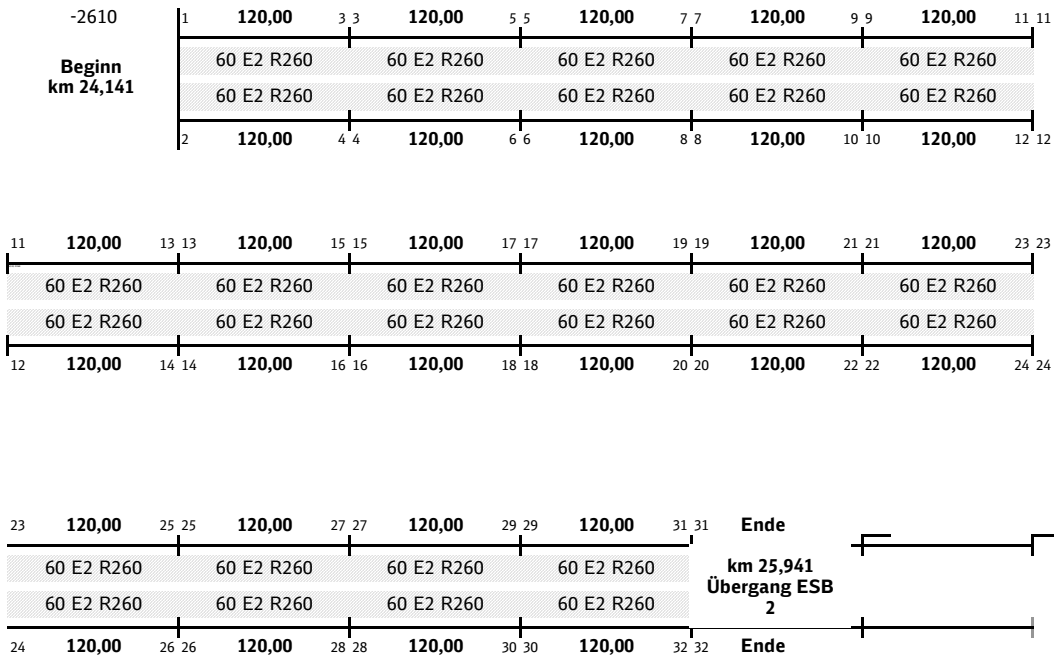 -2610 1 120,00 3 3 120,00 5 5 120,00 7 7 120,00 9 9 120,00 11 11
60 E2 R260 60 E2 R260 60 E2 R260 60 E2 R260 60 E2 R260
Beginn
km 24,141
60 E2 R260 60 E2 R260 60 E2 R260 60 E2 R260 60 E2 R260
2 120,00 4 4 120,00 6 6 120,00 8 8 120,00 10 10 120,00 12 12
11 120,00 13 13 120,00 15 15 120,00 17 17 120,00 19 19 120,00 21 21 120,00 23 23
60 E2 R260 60 E2 R260 60 E2 R260 60 E2 R260 60 E2 R260 60 E2 R260
60 E2 R260 60 E2 R260 60 E2 R260 60 E2 R260 60 E2 R260 60 E2 R260
12 120,00 14 14 120,00 16 16 120,00 18 18 120,00 20 20 120,00 22 22 120,00 24 24
23 120,00 25 25 120,00 27 27 120,00 29 29 120,00 31 31 Ende
60 E2 R260 60 E2 R260 60 E2 R260 60 E2 R260 km 25,941
Übergang ESB
60 E2 R260 60 E2 R260 60 E2 R260 60 E2 R260 2
24 120,00 26 26 120,00 28 28 120,00 30 30 120,00 32 32 Ende